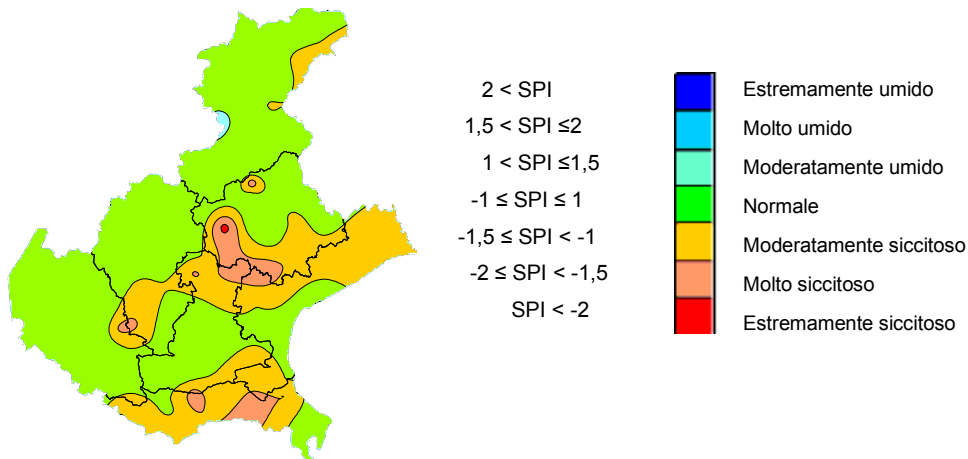 2 < SPI
Estremamente umido
1,5 < SPI ≤2
Molto umido
1 < SPI ≤1,5
Moderatamente umido
-1 ≤ SPI ≤ 1
Normale
-1,5 ≤ SPI < -1
Moderatamente siccitoso
-2 ≤ SPI < -1,5
Molto siccitoso
SPI < -2
Estremamente siccitoso